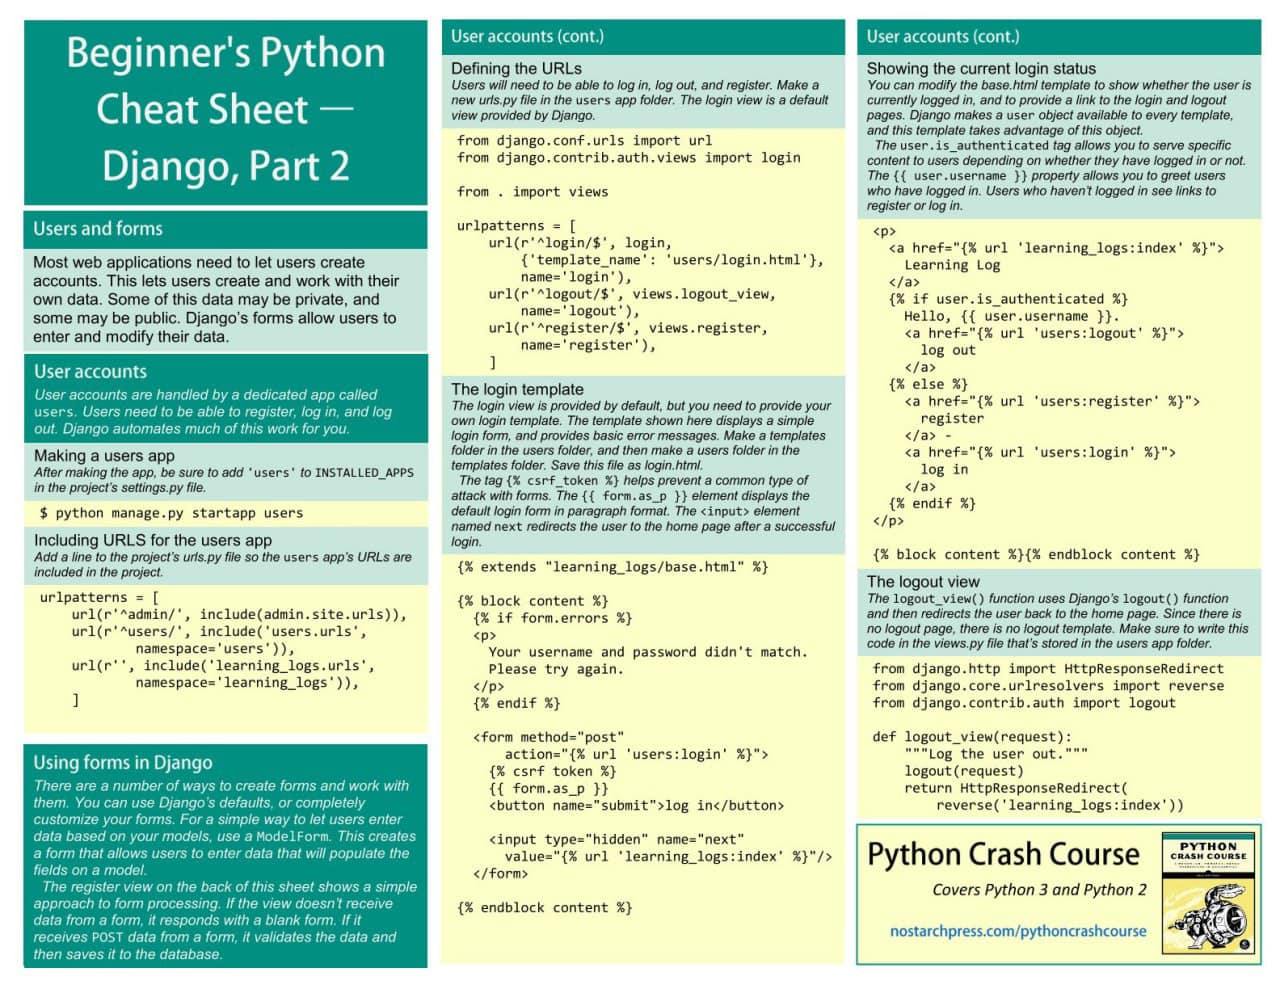 Beginner's Python
Cheat Sheet —
Django, Part 2
Users and forms
Most web applications need to let users create
accounts. This lets users create and work with their
own data. Some of this data may be private, and
some may be public. Django's forms allow users to
enter and modify their data.
User accounts
User accounts are handled by a dedicated app called
users. Users need to be able to register, log in, and log
out. Django automates much of this work for you.
Making a users app
After making the app, be sure to add 'users' to INSTALLED_APPS
in the project's settings.py file.
$ python manage.py startapp users
Including URLS for the users app
Add a line to the project's urls.py file so the users app's URLs are
included in the project.
urlpatterns = [
    url(r'^admin/', include(admin.site.urls)),
    url(r'^users/', include('users.urls',
            namespace='users')),
    url(r'', include('learning_logs.urls',
            namespace='learning_logs')),
    ]
Using forms in Django
There are a number of ways to create forms and work with
them. You can use Django's defaults, or completely
customize your forms. For a simple way to let users enter
data based on your models, use a ModelForm. This creates
a form that allows users to enter data that will populate the
fields on a model.
The register view on the back of this sheet shows a simple
approach to form processing. If the view doesn't receive
data from a form, it responds with a blank form. If it
receives POST data from a form, it validates the data and
then saves it to the database.
User accounts (cont.)
Defining the URLs
Users will need to be able to log in, log out, and register. Make a
new urls.py file in the users app folder. The login view is a default
view provided by Django.
from django.conf.urls import url
from django.contrib.auth.views import login
from . import views
urlpatterns = [
    url(r'^login/$', login,
        {'template_name': 'users/login.html'},
        name='login'),
    url(r'^logout/$', views.logout_view,
        name='logout'),
    url(r'^register/$', views.register,
        name='register'),
    ]
The login template
The login view is provided by default, but you need to provide your
own login template. The template shown here displays a simple
login form, and provides basic error messages. Make a templates
folder in the users folder, and then make a users folder in the
templates folder. Save this file as login.html.
The tag {% csrf_token %} helps prevent a common type of
attack with forms. The {{ form.as_p }} element displays the
default login form in paragraph format. The <input> element
named next redirects the user to the home page after a successful
login.
{% extends "learning_logs/base.html" %}
{% block content %}
  {% if form.errors %}
  <p>
    Your username and password didn't match.
    Please try again.
  </p>
  {% endif %}
  <form method="post"
      action="{% url 'users:login' %}">
    {% csrf token %}
    {{ form.as_p }}
    <button name="submit">log in</button>
    <input type="hidden" name="next"
      value="{% url 'learning_logs:index' %}"/>
  </form>
{% endblock content %}
User accounts (cont.)
Showing the current login status
You can modify the base.html template to show whether the user is
currently logged in, and to provide a link to the login and logout
pages. Django makes a user object available to every template,
and this template takes advantage of this object.
The user.is_authenticated tag allows you to serve specific
content to users depending on whether they have logged in or not.
The {{ user.username }} property allows you to greet users
who have logged in. Users who haven't logged in see links to
register or log in.
<p>
  <a href="{% url 'learning_logs:index' %}">
    Learning Log
  </a>
  {% if user.is_authenticated %}
    Hello, {{ user.username }}.
    <a href="{% url 'users:logout' %}">
      log out
    </a>
  {% else %}
    <a href="{% url 'users:register' %}">
      register
    </a> -
    <a href="{% url 'users:login' %}">
      log in
    </a>
  {% endif %}
</p>
{% block content %}{% endblock content %}
The logout view
The logout_view() function uses Django's logout() function
and then redirects the user back to the home page. Since there is
no logout page, there is no logout template. Make sure to write this
code in the views.py file that's stored in the users app folder.
from django.http import HttpResponseRedirect
from django.core.urlresolvers import reverse
from django.contrib.auth import logout
def logout_view(request):
    """Log the user out."""
    logout(request)
    return HttpResponseRedirect(
        reverse('learning_logs:index'))
Python Crash Course
Covers Python 3 and Python 2
nostarchpress.com/pythoncrashcourse
PYTHON
CRASH COURSE